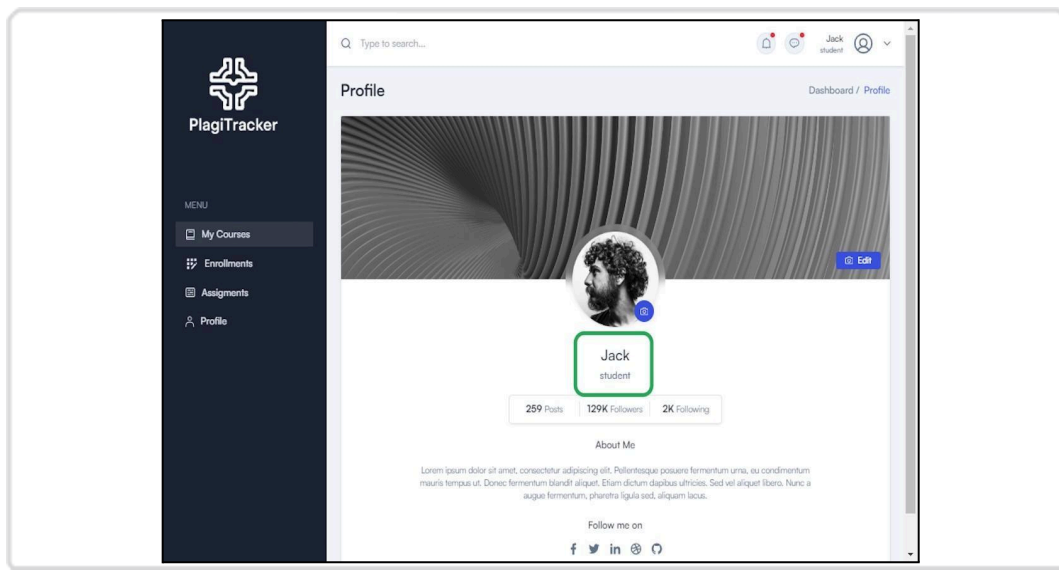 PlagiTracker
MENU
My Courses
Enrollments
Assigments
Profile
Type to search...
Jack
student
Profile
Dashboard / Profile
Edit
Jack
student
259 Posts 129K Followers 2K Following
About Me
Lorem ipsum dolor sit amet, consectetur adipiscing elit. Pellentesque posuere fermentum urna, eu condimentum
mauris tempus ut. Donec fermentum blandit aliquet. Etiam dictum dapibus ultricies. Sed vel aliquet libero. Nunc a
augue fermentum, pharetra ligula sed, aliquam lacus.
Follow me on